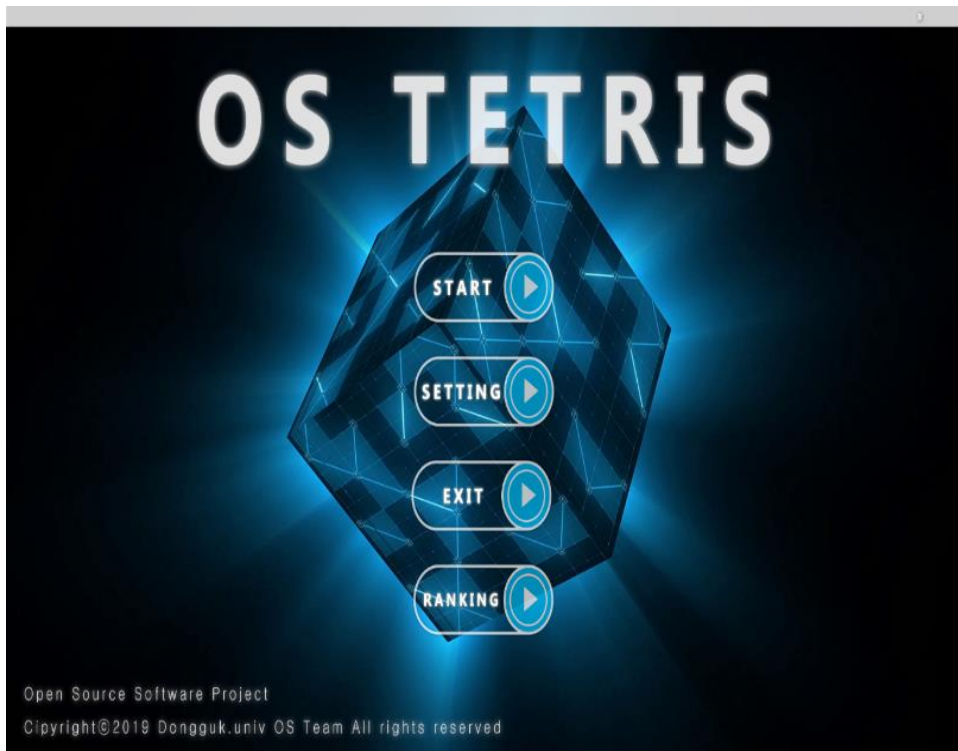 OS TETRIS
START
SETTING
EXIT
RANKING
Open Source Software Project
Cipyright©2019 Dongguk.univ OS Team All rights reserved